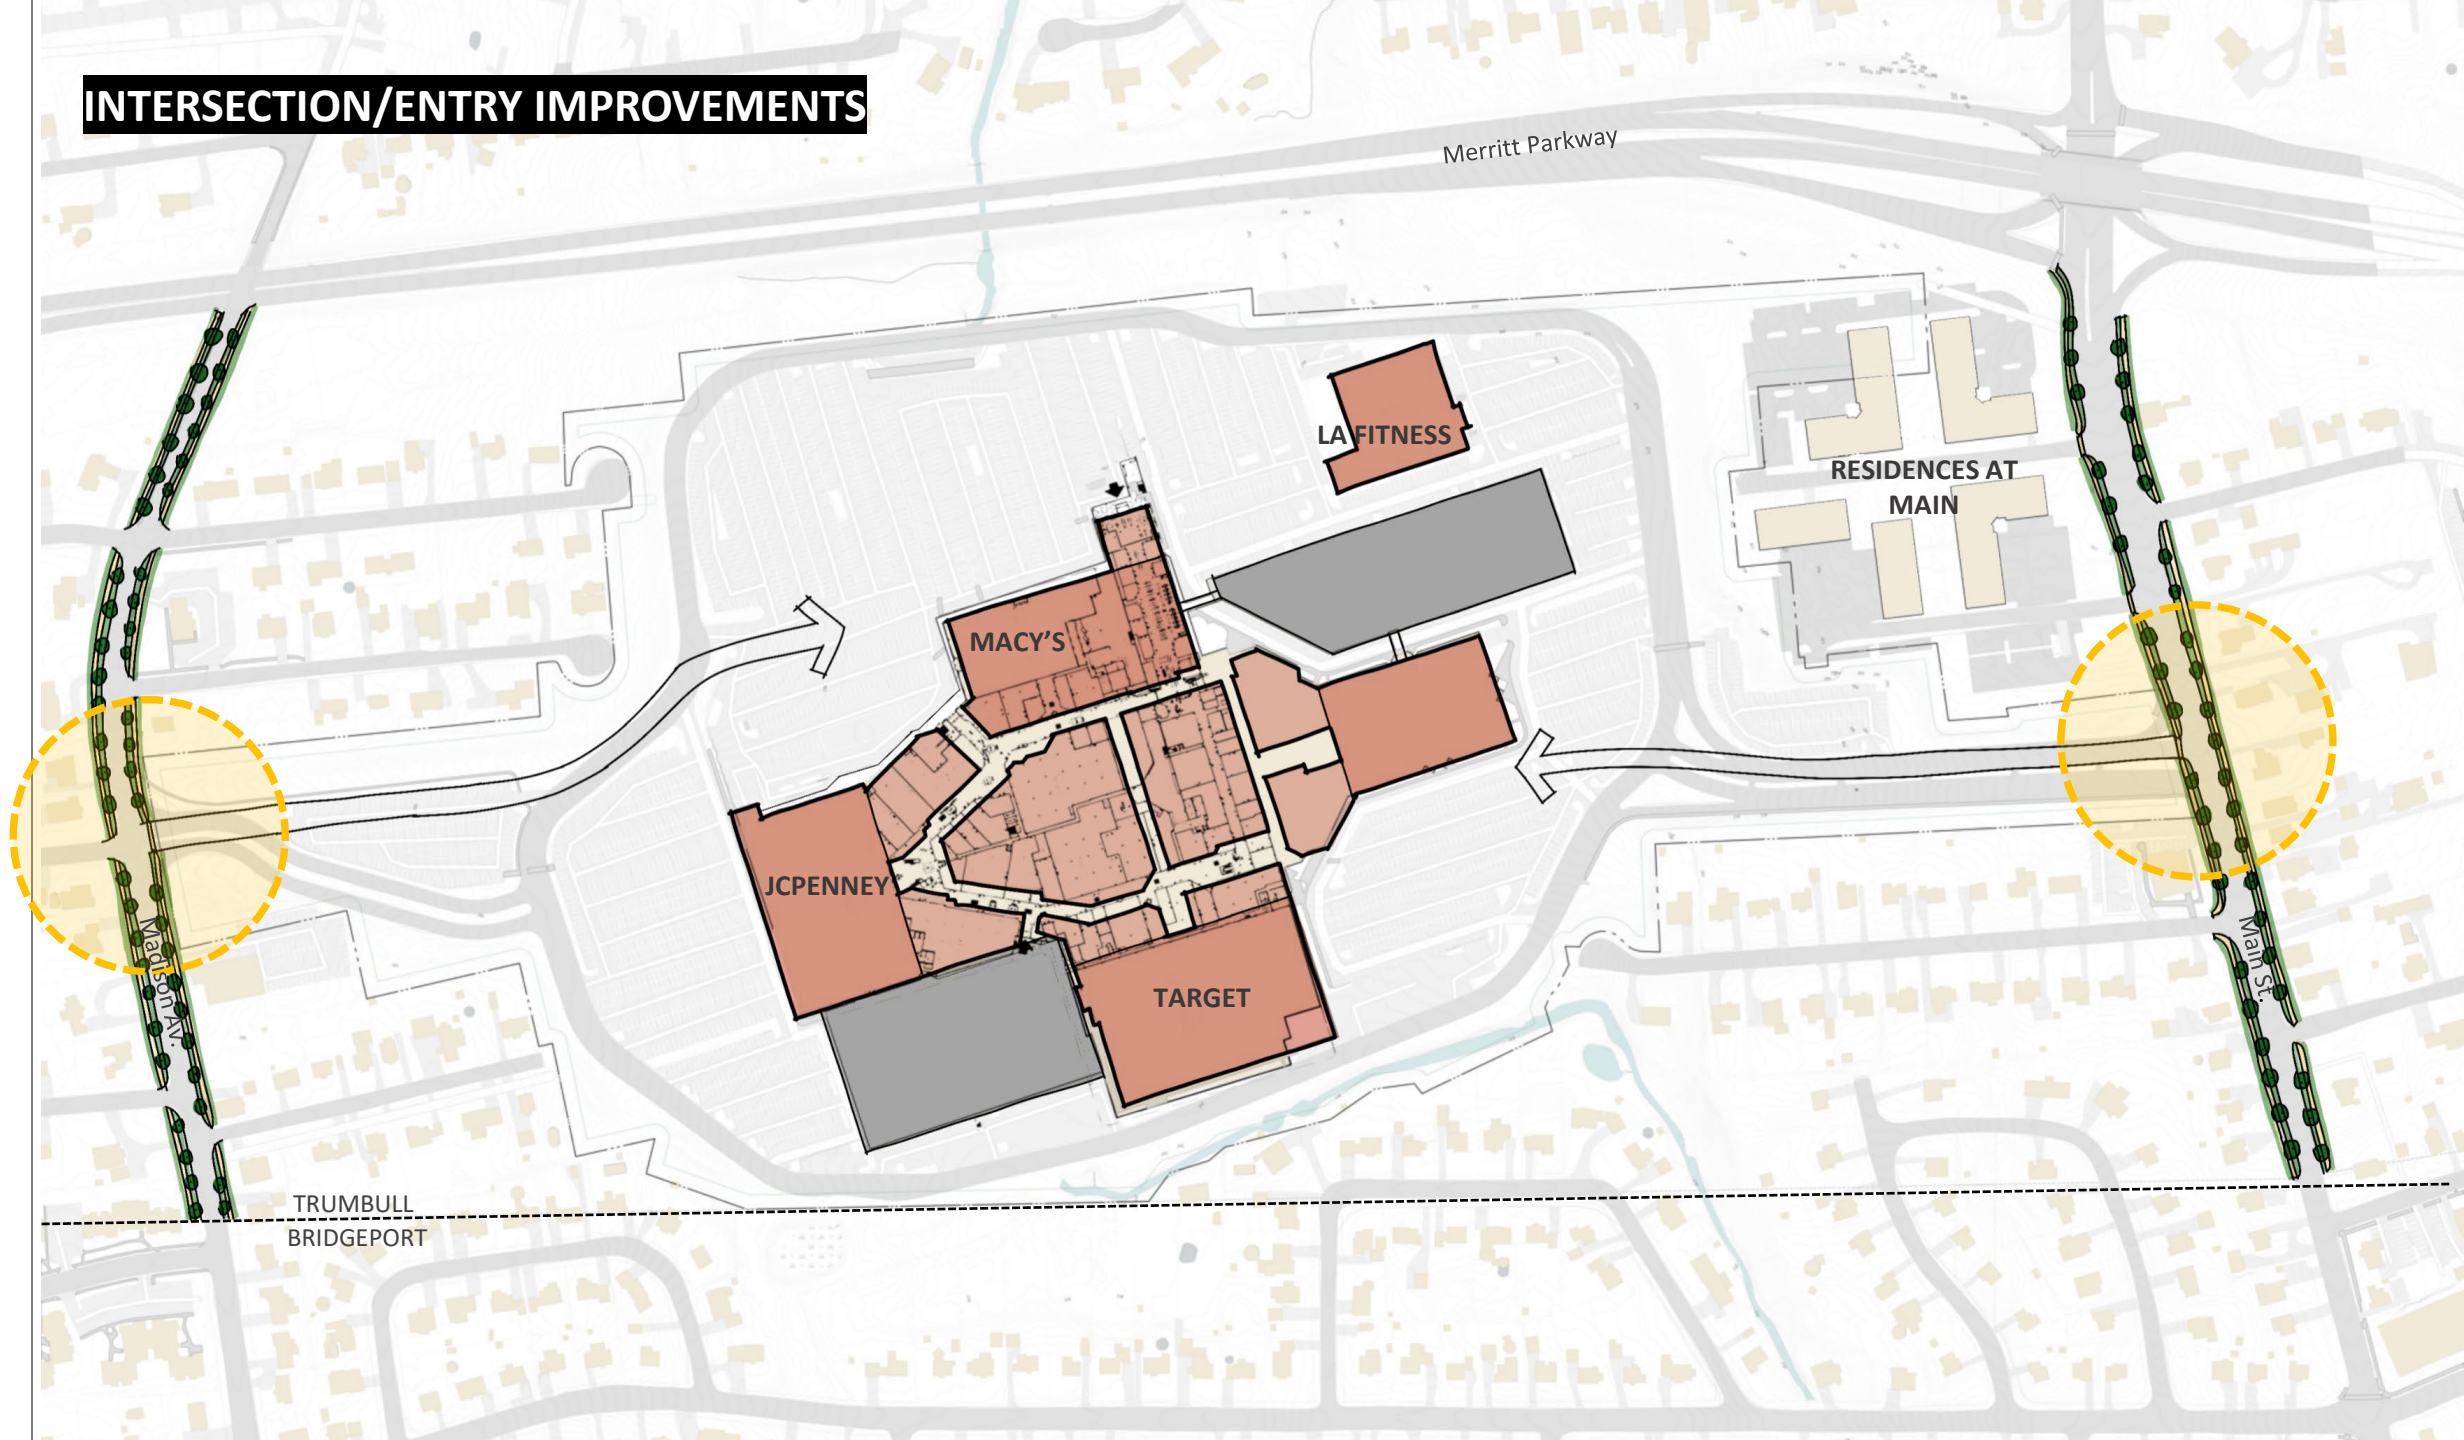 INTERSECTION/ENTRY IMPROVEMENTS
Merritt Parkway
LA FITNESS
RESIDENCES AT
MAIN
MACY'S
JCPENNEY
TARGET
Madison Av.
Main St.
TRUMBULL
BRIDGEPORT